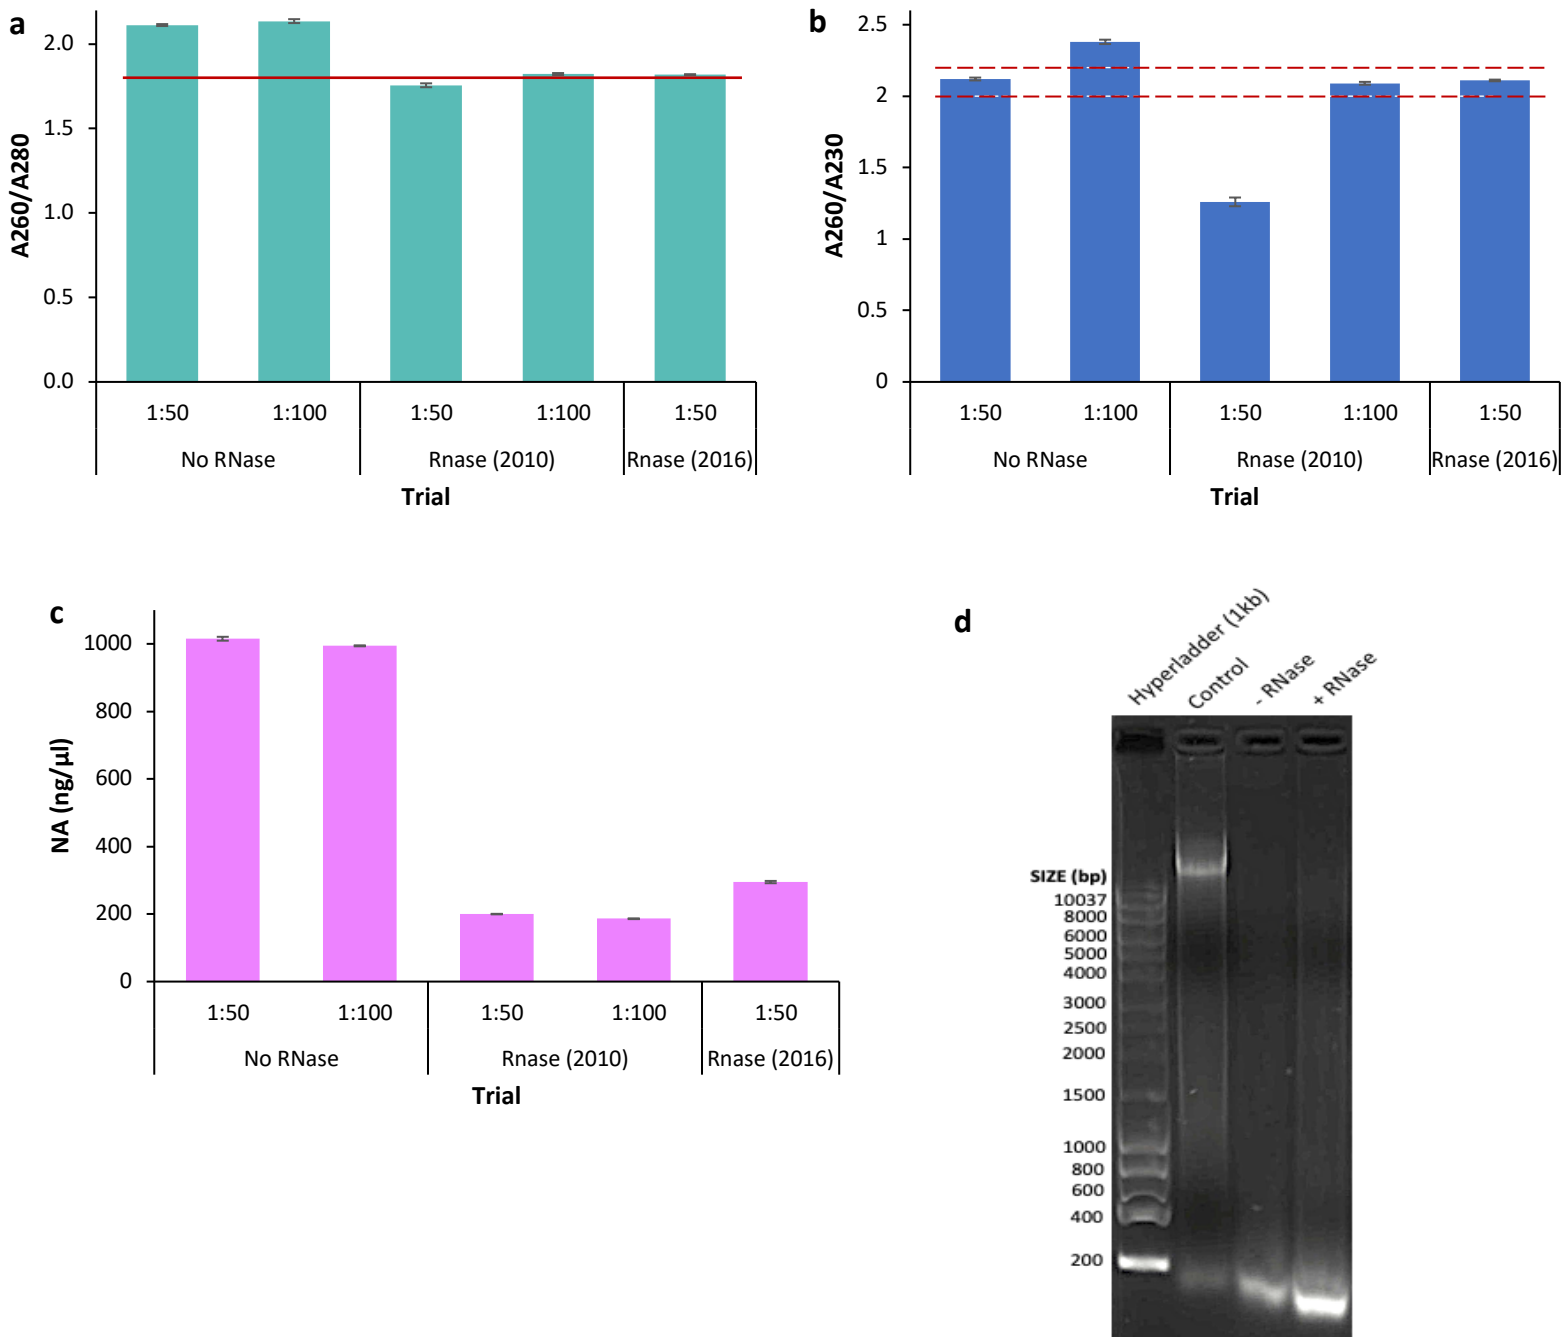 a
A260/A280
2.0
1.5
1.0
0.5
0.0
1:50 1:100 1:50 1:100 1:50
No RNase Rnase (2010) Rnase (2016)
Trial
b
A260/A230
2.5
2
1.5
1
0.5
0
1:50 1:100 1:50 1:100 1:50
No RNase Rnase (2010) Rnase (2016)
Trial
c
NA (ng/µl)
1000
800
600
400
200
0
1:50 1:100 1:50 1:100 1:50
No RNase Rnase (2010) Rnase (2016)
Trial
d
Hyperladder (1kb)
Control
- RNase
+ RNase
SIZE (bp)
10037
8000
6000
5000
4000
3000
2500
2000
1500
1000
800
600
400
200